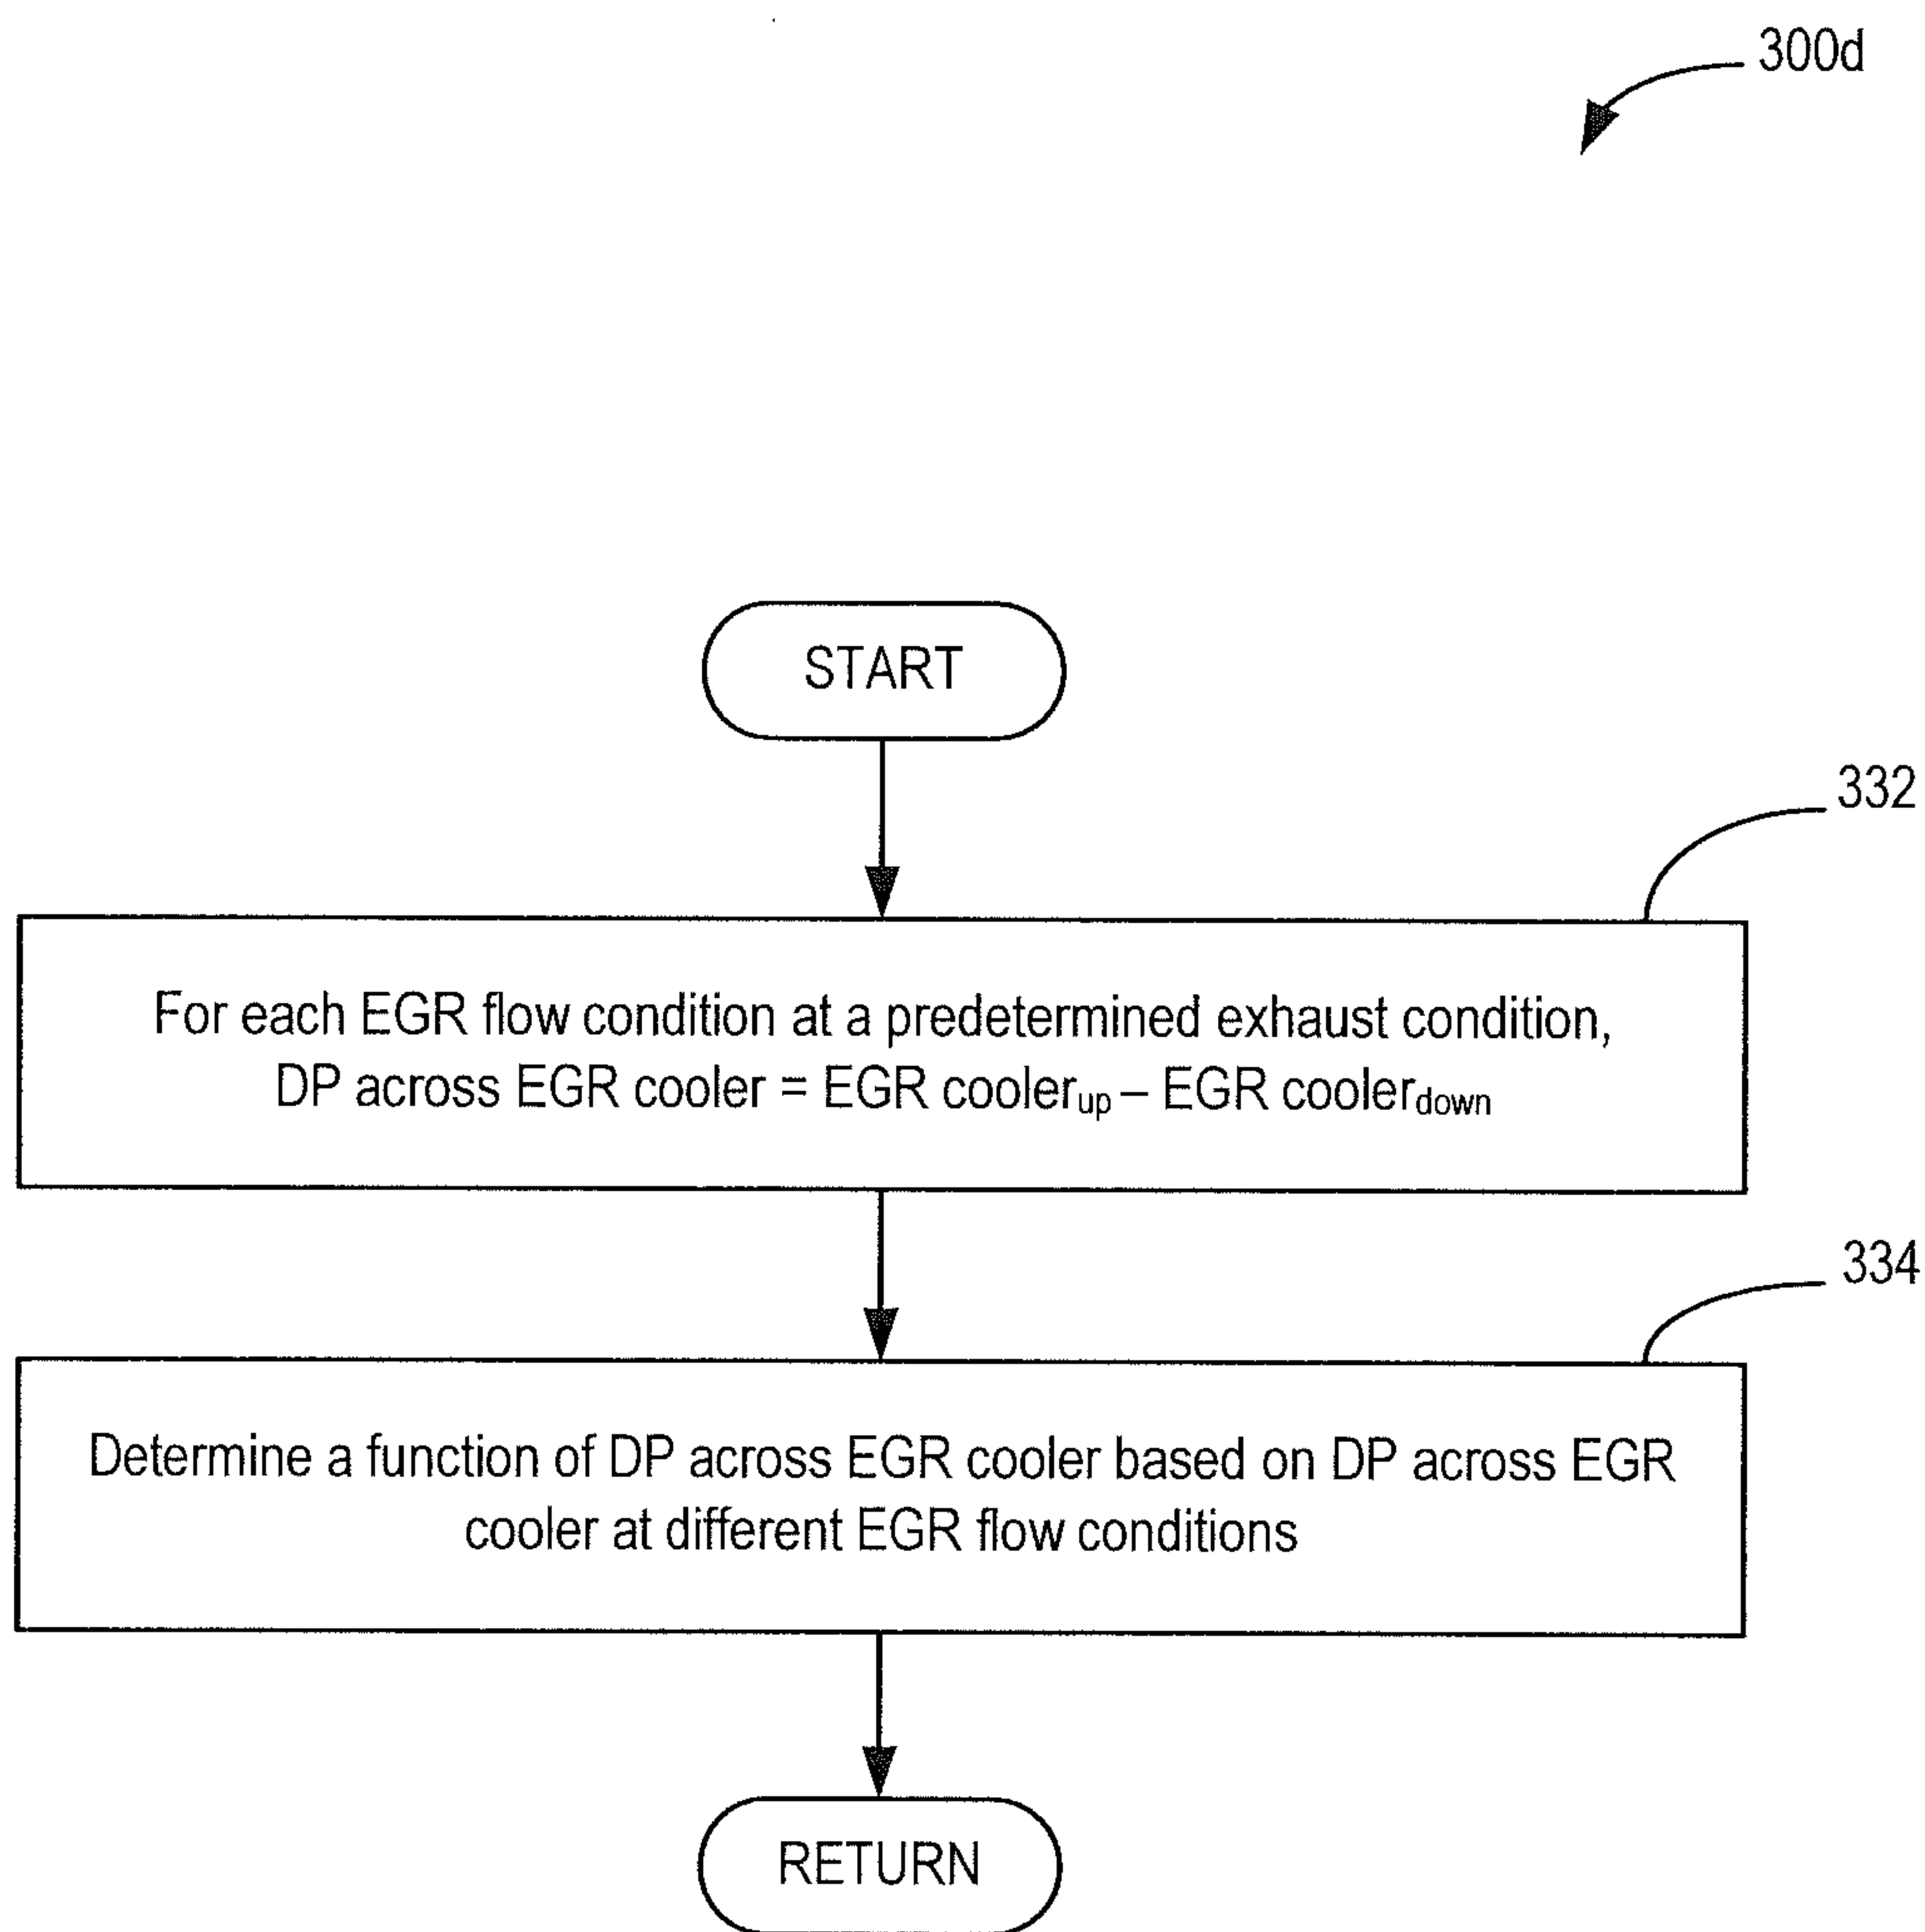 300d
START
332
For each EGR flow condition at a predetermined exhaust condition,
DP across EGR cooler = EGR coolerup – EGR coolerdown
334
Determine a function of DP across EGR cooler based on DP across EGR
cooler at different EGR flow conditions
RETURN